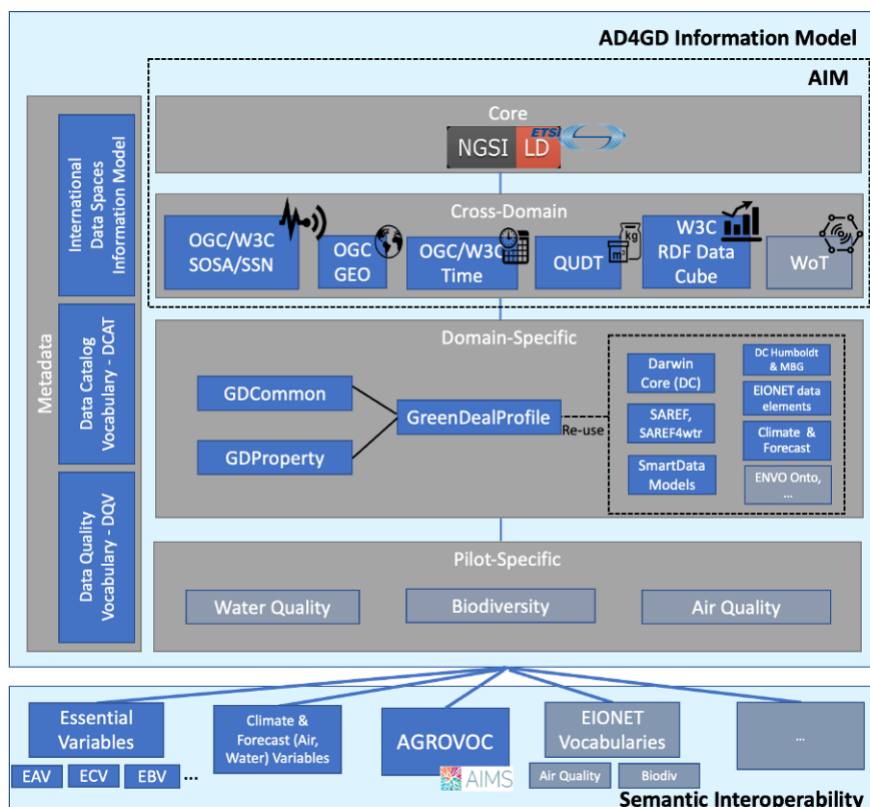 AD4GD Information Model
AIM
Core
NGSI LD
ETSI
Metadata
International
Data Spaces
Information Model
Data Catalog
Vocabulary - DCAT
Data Quality
Vocabulary - DQV
Cross-Domain
OGC/W3C
SOSA/SSN
OGC
GEO
OGC/W3C
Time
QUDT
kg
m³
W3C
RDF Data
Cube
WoT
Domain-Specific
GDCommon
GDProperty
GreenDealProfile
Re-use
Darwin
Core (DC)
SAREF,
SAREF4wtr
SmartData
Models
DC Humboldt
& MBG
EIONET data
elements
Climate &
Forecast
ENVO Onto,
...
Pilot-Specific
Water Quality
Biodiversity
Air Quality
Essential
Variables
EAV
ECV
EBV
...
Climate &
Forecast (Air,
Water) Variables
AGROVOC
AIMS
EIONET
Vocabularies
Air Quality
Biodiv
...
Semantic Interoperability